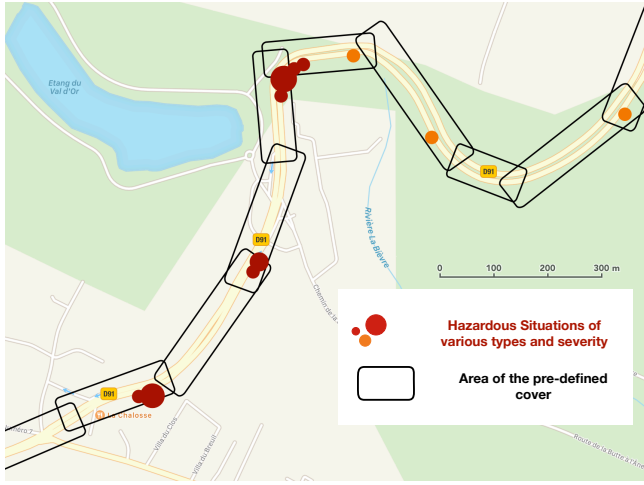 Etang du
Val d'Or
D91
D91
Rivière La Bièvre
0 100 200 300 m
Chemin de la
Hazardous Situations of
various types and severity
Area of the pre-defined
cover
D91
La Chalosse
Villa du Clos
Villa du Breuil
Route de la Butte à l'Ane